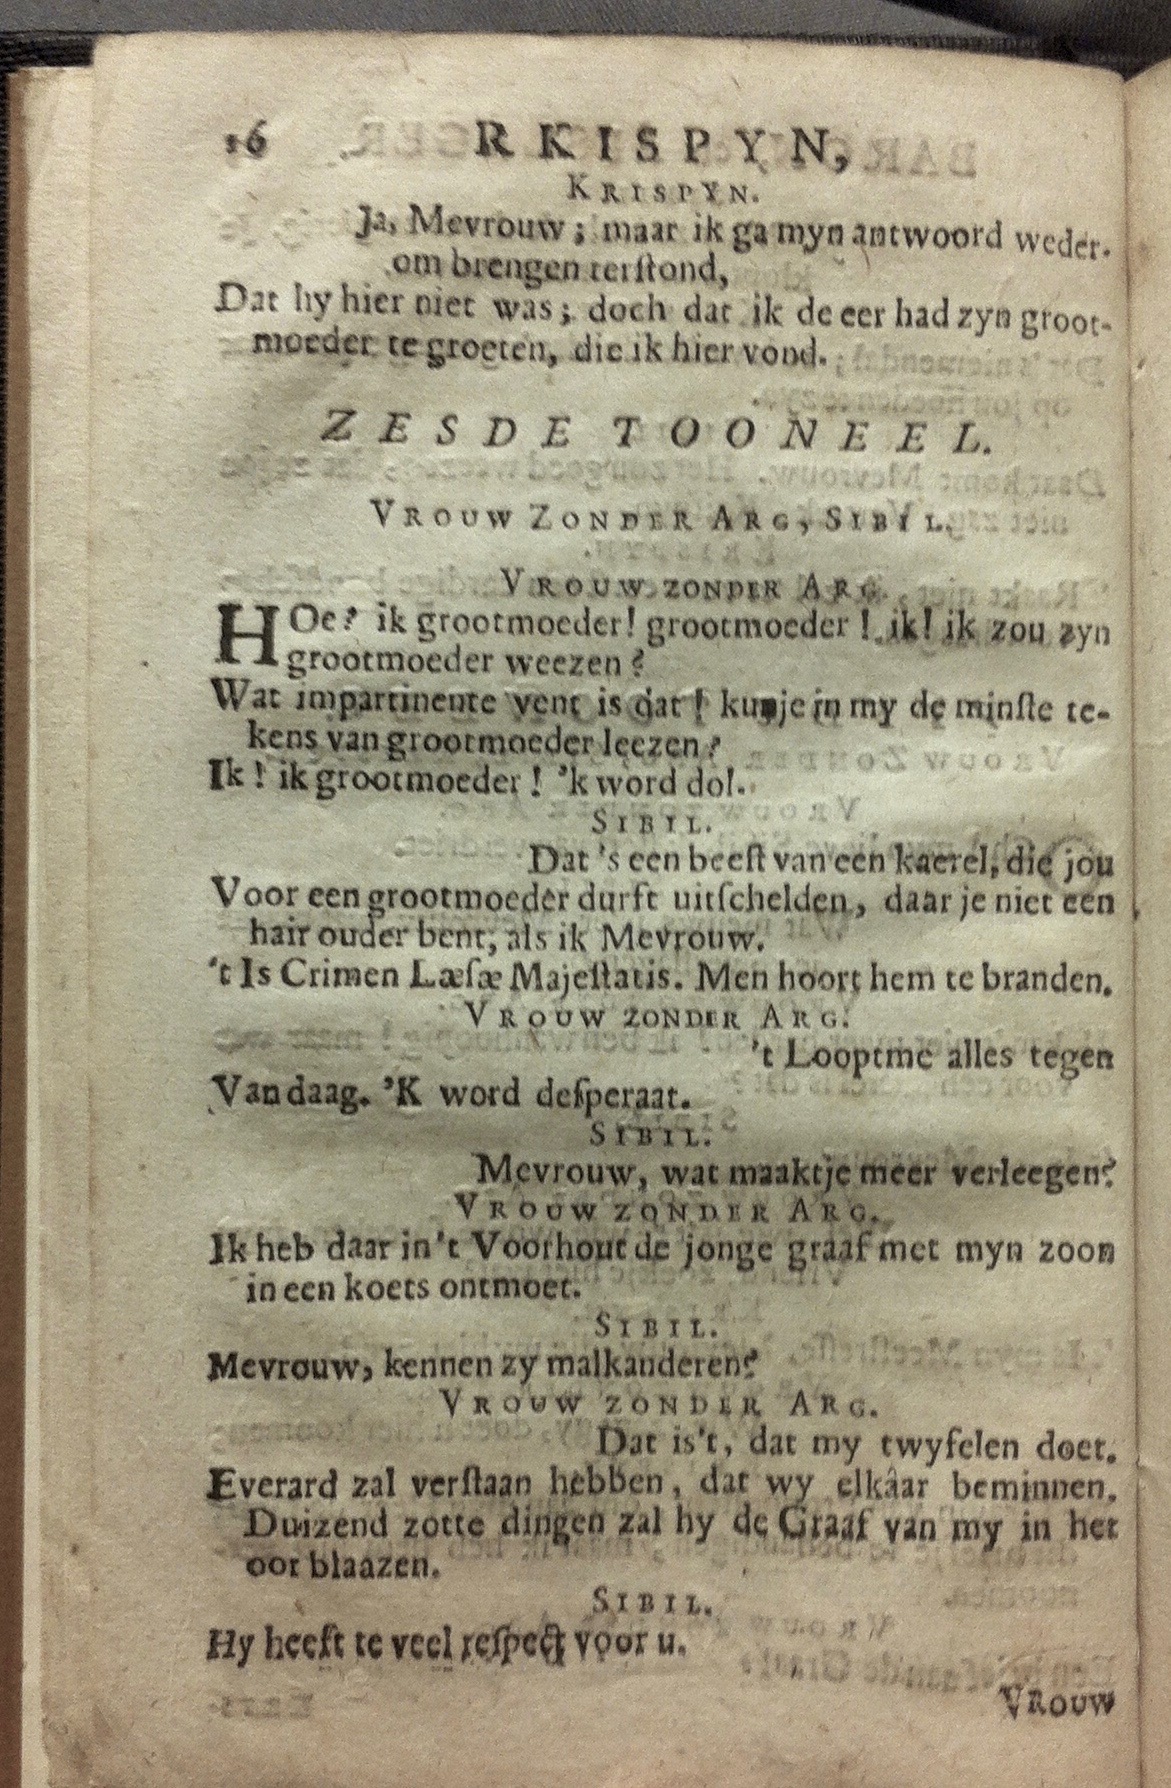 16 RKISPYN,
KRISPYN.
Ja, Mevrouw; maar ik ga myn antwoord weder-
om brengen terſtond,
Dat hy hier niet was; doch dat ik de eer had zyn groot-
moeder te groeten, die ik hier vond.
ZESDE TOONEEL.
VROUW ZONDER ARG, SIBIL.
VROUW ZONDER ARG.
HOe? ik grootmoeder! grootmoeder! ik! ik zou zyn
grootmoeder weezen?
Wat impartinente vent is dat! kunje in my de minſte te-
kens van grootmoeder leezen?
Ik! ik grootmoeder! 'k word dol.
SIBIL.
Dat 's een beeſt van een kaerel, die jou
Voor een grootmoeder durft uitſchelden, daar je niet een
hair ouder bent, als ik Mevrouw.
't Is Crimen Læſæ Majeſtatis. Men hoort hem te branden.
VROUW ZONDER ARG.
't Looptme alles tegen
Vandaag. 'K word deſperaat.
SIBIL.
Mevrouw, wat maaktje meer verleegen?
VROUW ZONDER ARG.
Ik heb daar in't Voorhout de jonge graaf met myn zoon
in een koets ontmoet.
SIBIL.
Mevrouw, kennen zy malkanderen?
VROUW ZONDER ARG.
Dat is't, dat my twyfelen doet.
Everard zal verſtaan hebben, dat wy elkâar beminnen.
Duizend zotte dingen zal hy de Graaf van my in het
oor blaazen.
SIBIL.
Hy heeft te veel reſpect voor u.
VROUW